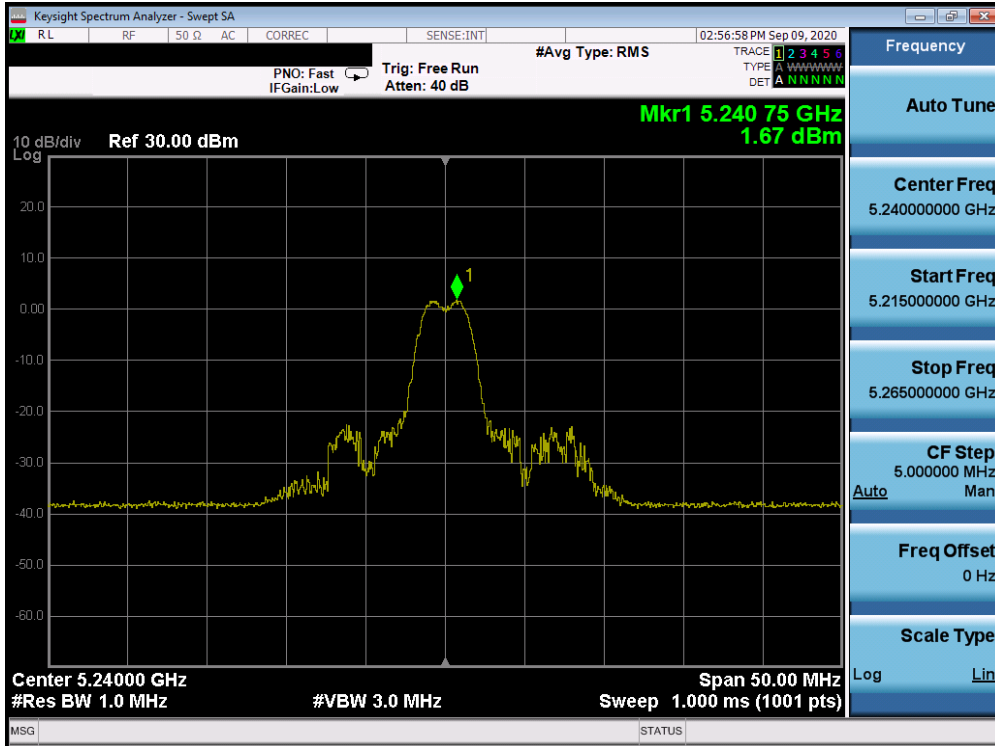 Keysight Spectrum Analyzer - Swept SA
LXI RL RF 50 Ω AC CORREC SENSE:INT 02:56:58 PM Sep 09, 2020
#Avg Type: RMS TRACE 1 2 3 4 5 6
PNO: Fast Trig: Free Run TYPE A WWWWW
IFGain:Low Atten: 40 dB DET A N N N N N
Mkr1 5.240 75 GHz
1.67 dBm
10 dB/div Ref 30.00 dBm
Log
20.0
10.0
1
0.00
-10.0
-20.0
-30.0
-40.0
-50.0
-60.0
Center 5.24000 GHz Span 50.00 MHz
#Res BW 1.0 MHz #VBW 3.0 MHz Sweep 1.000 ms (1001 pts)
MSG STATUS
Frequency
Auto Tune
Center Freq
5.240000000 GHz
Start Freq
5.215000000 GHz
Stop Freq
5.265000000 GHz
CF Step
5.000000 MHz
Auto Man
Freq Offset
0 Hz
Scale Type
Log Lin